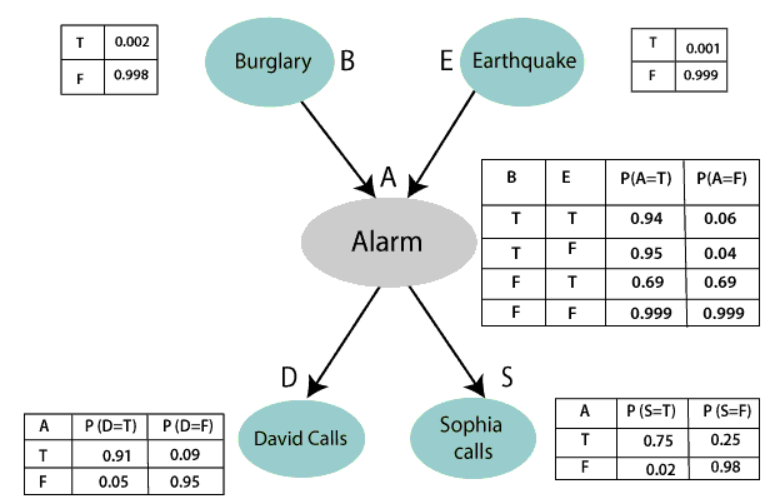 T 0.002
F 0.998
Burglary B
E Earthquake
T 0.001
F 0.999
A
Alarm
B E P(A=T) P(A=F)
T T 0.94 0.06
T F 0.95 0.04
F T 0.69 0.69
F F 0.999 0.999
D
S
A P (D=T) P (D=F)
T 0.91 0.09
F 0.05 0.95
David Calls
Sophia
calls
A P (S=T) P (S=F)
T 0.75 0.25
F 0.02 0.98